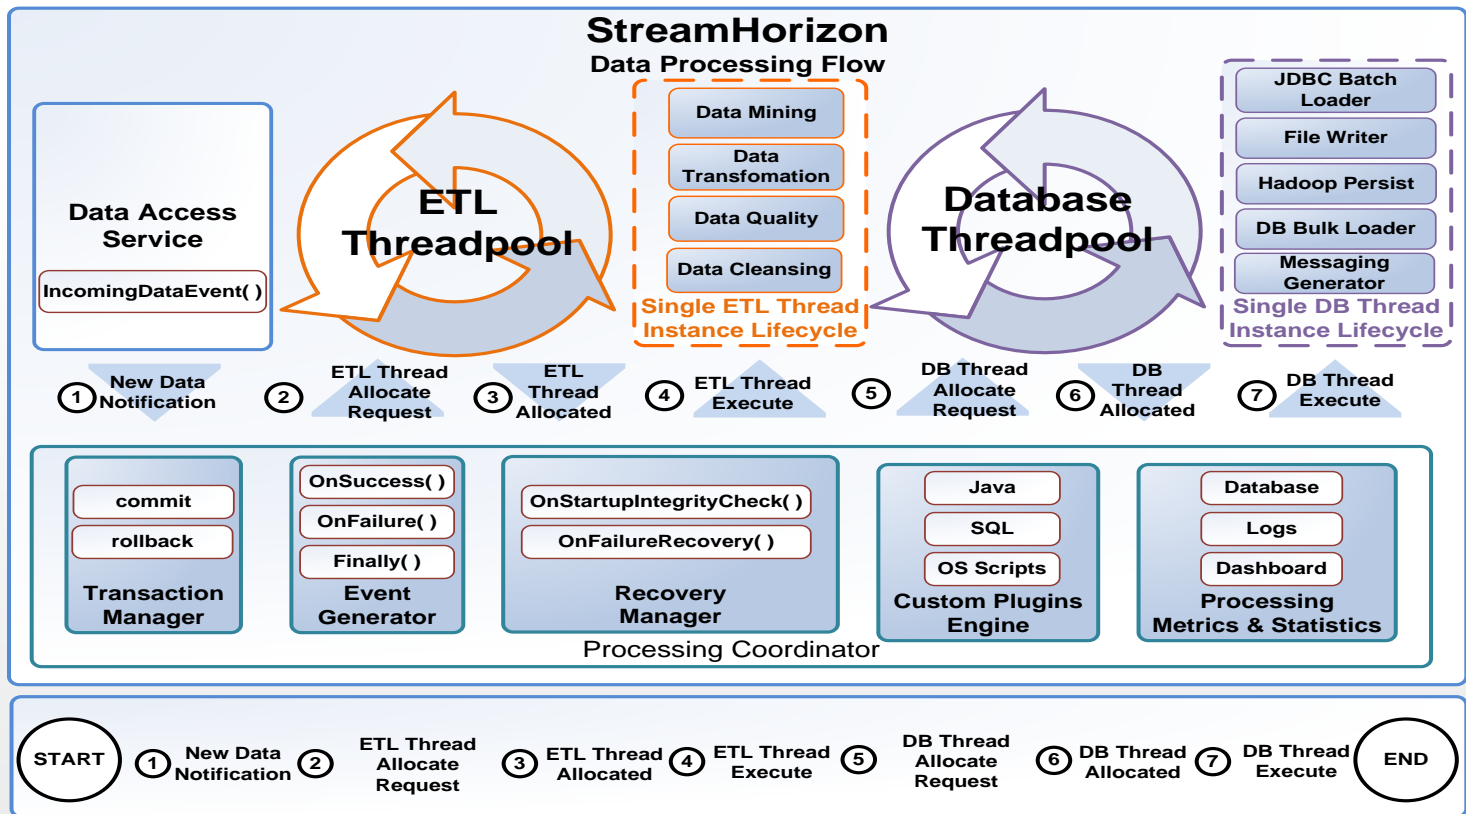 StreamHorizon
Data Processing Flow
Data Access
Service
IncomingDataEvent( )
ETL
Threadpool
Data Mining
Data
Transfomation
Data Quality
Data Cleansing
Single ETL Thread
Instance Lifecycle
Database
Threadpool
JDBC Batch
Loader
File Writer
Hadoop Persist
DB Bulk Loader
Messaging
Generator
Single DB Thread
Instance Lifecycle
1
New Data
Notification
2
ETL Thread
Allocate
Request
3
ETL
Thread
Allocated
4
ETL Thread
Execute
5
DB Thread
Allocate
Request
6
DB
Thread
Allocated
7
DB Thread
Execute
commit
rollback
Transaction
Manager
OnSuccess( )
OnFailure( )
Finally( )
Event
Generator
OnStartupIntegrityCheck( )
OnFailureRecovery( )
Recovery
Manager
Java
SQL
OS Scripts
Custom Plugins
Engine
Database
Logs
Dashboard
Processing
Metrics & Statistics
Processing Coordinator
START
1
New Data
Notification
2
ETL Thread
Allocate
Request
3
ETL Thread
Allocated
4
ETL Thread
Execute
5
DB Thread
Allocate
Request
6
DB Thread
Allocated
7
DB Thread
Execute
END